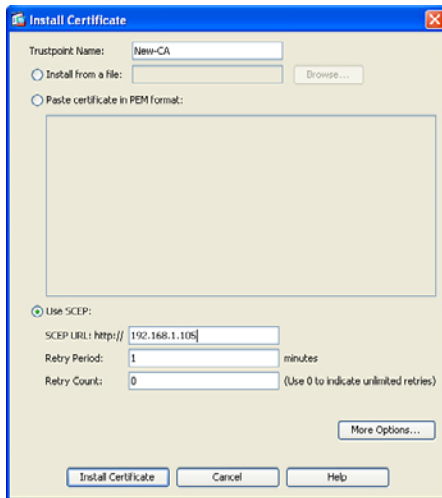 Install Certificate
Trustpoint Name: New-CA
Install from a file: Browse...
Paste certificate in PEM format:
Use SCEP:
SCEP URL: http:// 192.168.1.105
Retry Period: 1 minutes
Retry Count: 0 (Use 0 to indicate unlimited retries)
More Options...
Install Certificate Cancel Help